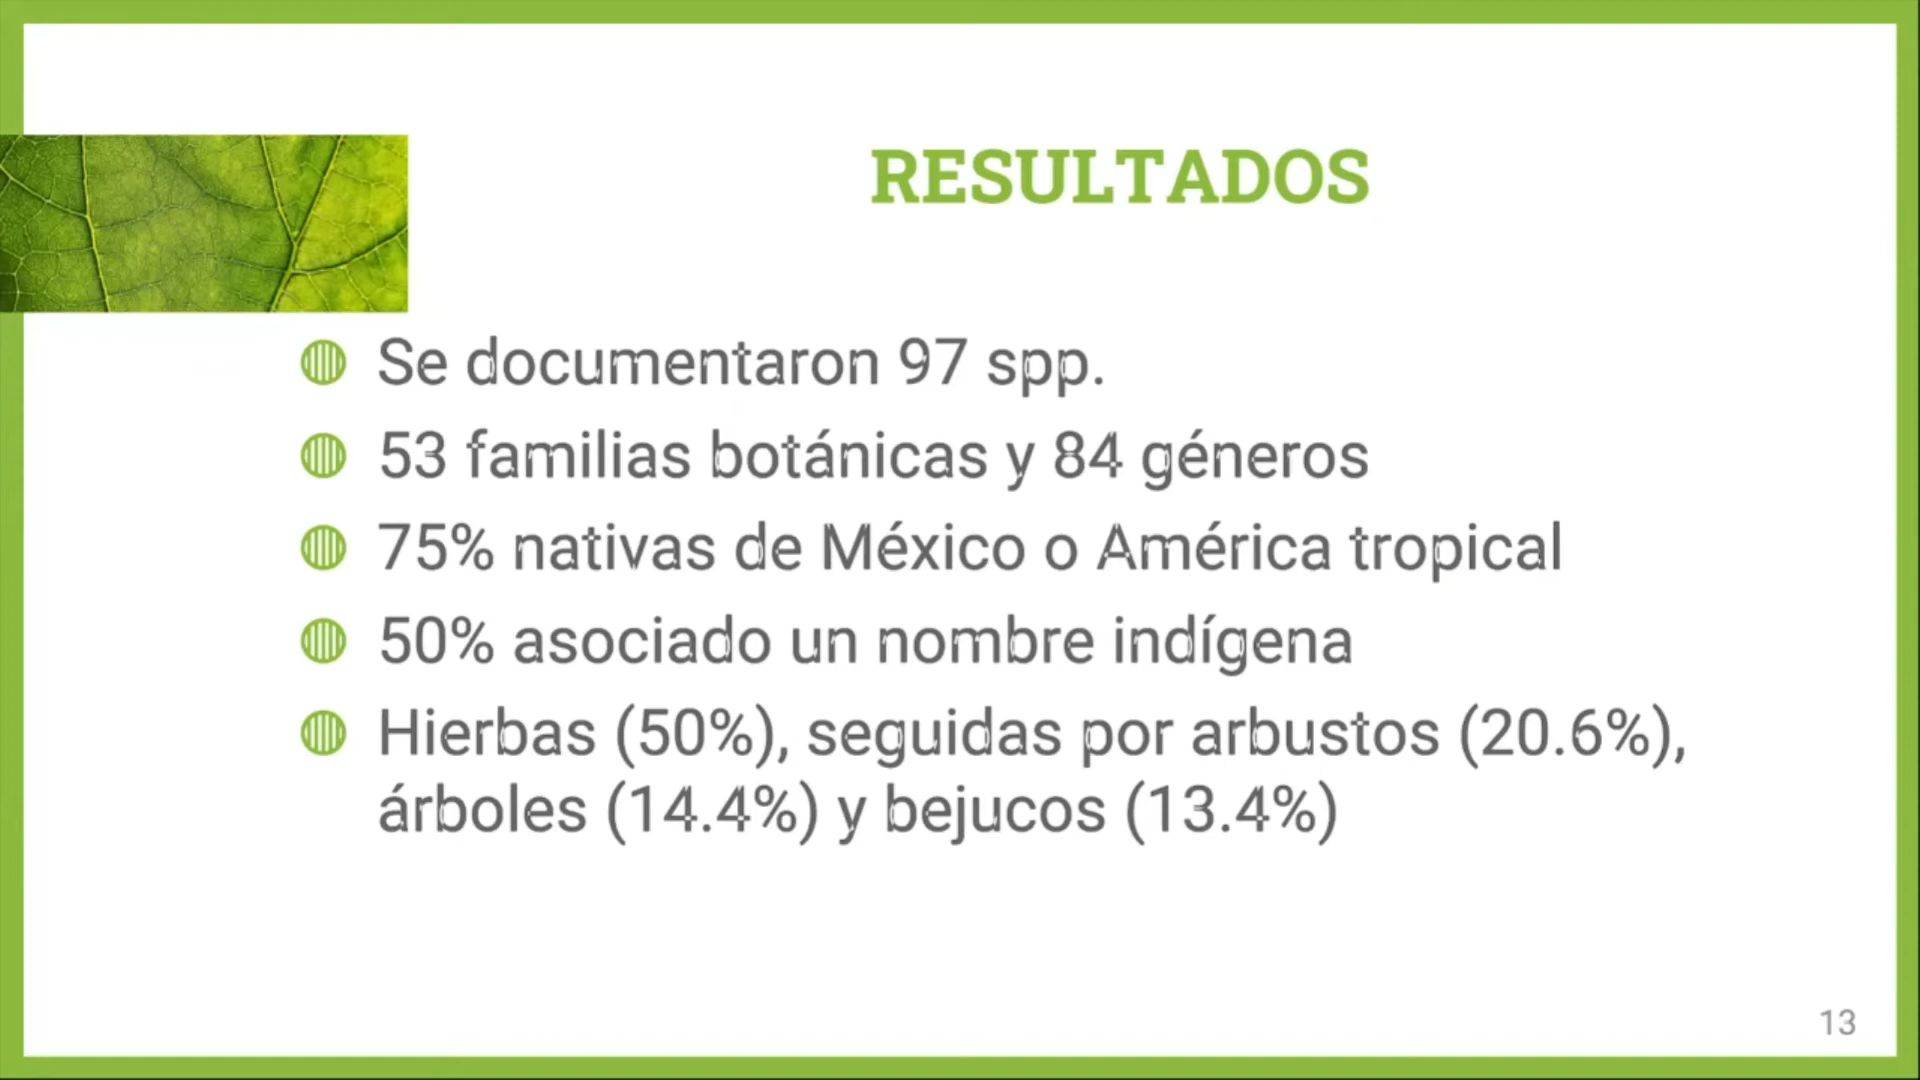 RESULTADOS
Se documentaron 97 spp.
53 familias botánicas y 84 géneros
75% nativas de México o América tropical
50% asociado un nombre indígena
Hierbas (50%), seguidas por arbustos (20.6%),
árboles (14.4%) y bejucos (13.4%)
13